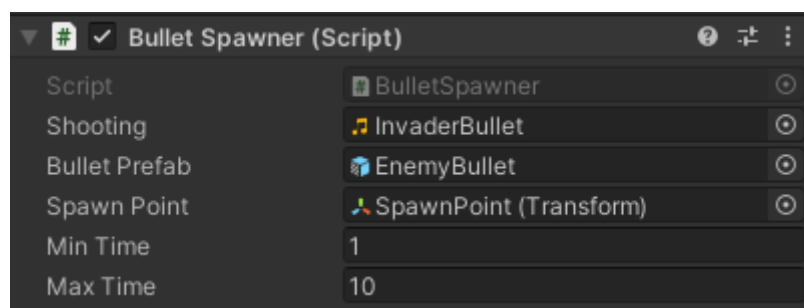 Bullet Spawner (Script)
Script BulletSpawner
Shooting InvaderBullet
Bullet Prefab EnemyBullet
Spawn Point SpawnPoint (Transform)
Min Time 1
Max Time 10